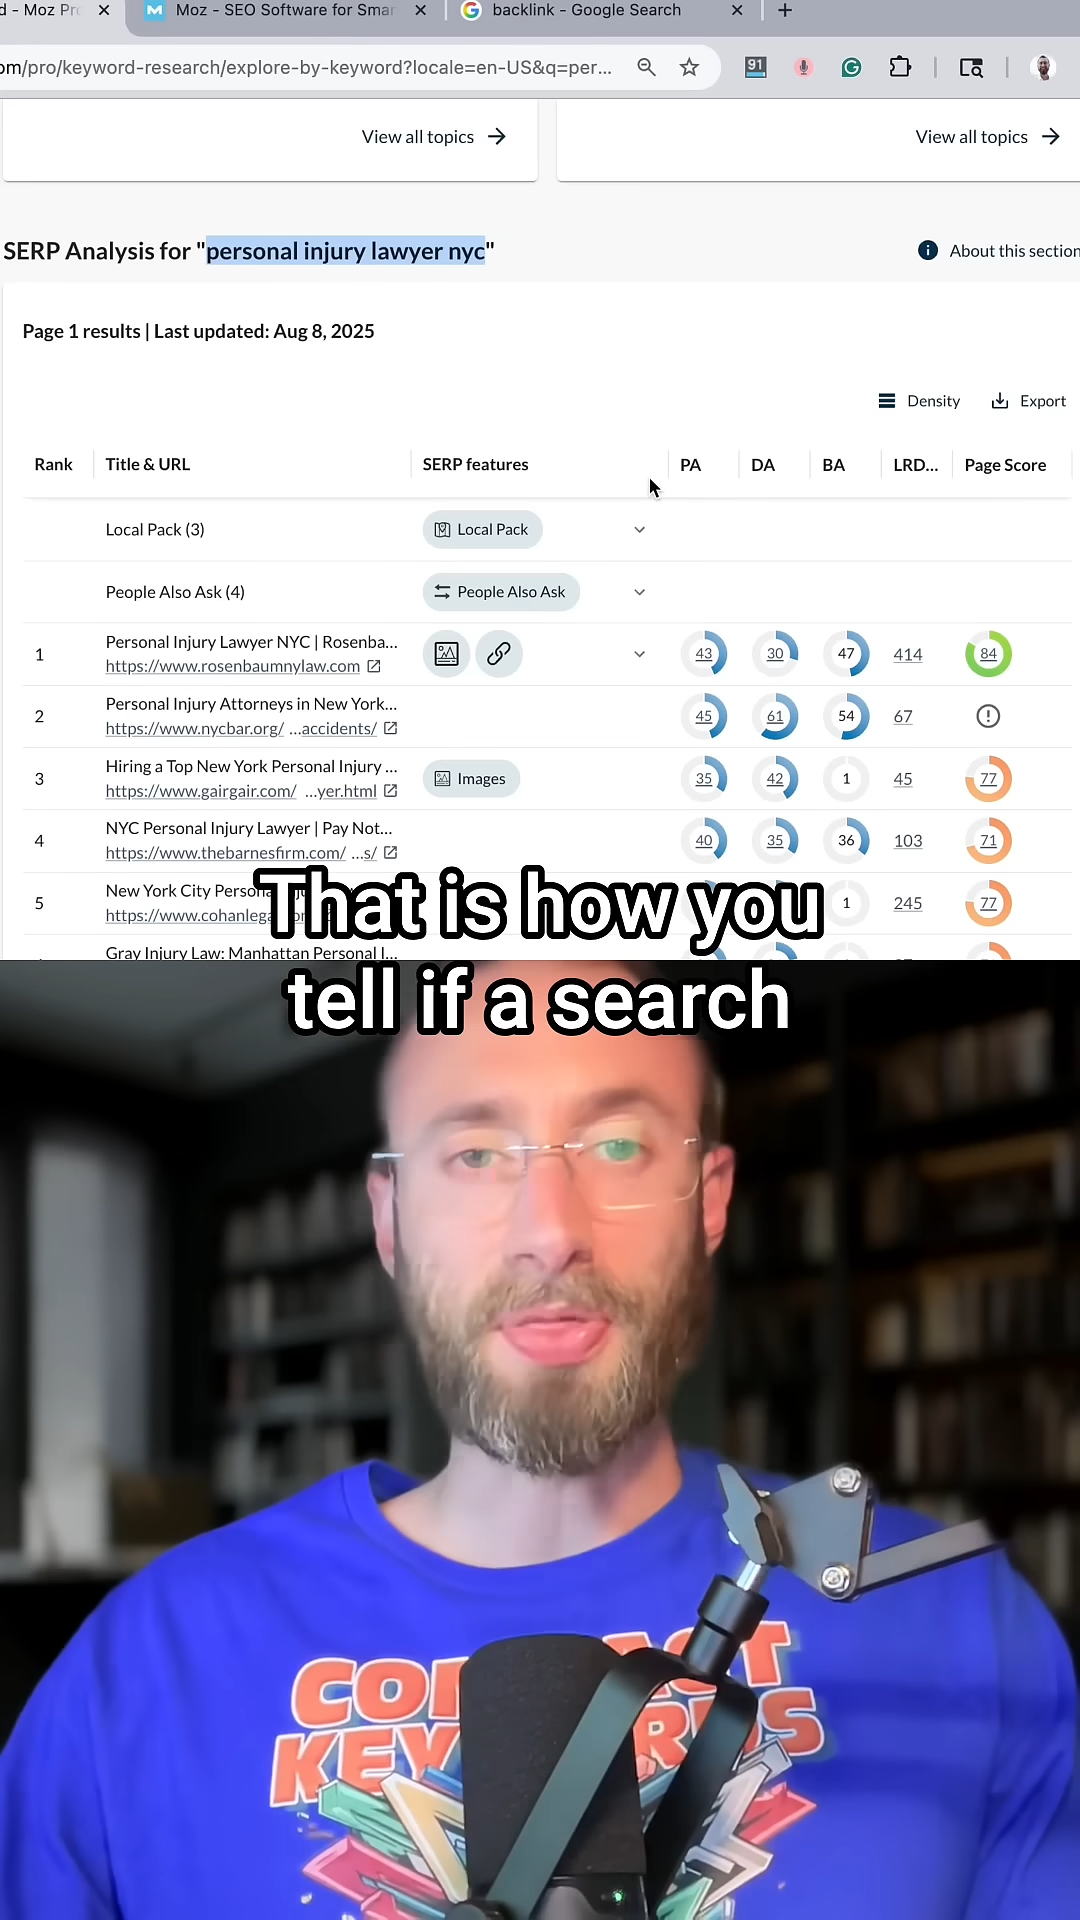 d - Moz Pro
Moz - SEO Software for Smar
backlink - Google Search
om/pro/keyword-research/explore-by-keyword?locale=en-US&q=per...
91
View all topics
View all topics
SERP Analysis for "personal injury lawyer nyc"
About this section
Page 1 results | Last updated: Aug 8, 2025
Density
Export
Rank Title & URL SERP features PA DA BA LRD... Page Score
Local Pack (3) Local Pack
People Also Ask (4) People Also Ask
1 Personal Injury Lawyer NYC | Rosenba... 43 30 47 414 84
https://www.rosenbaumnylaw.com
2 Personal Injury Attorneys in New York... 45 61 54 67
https://www.nycbar.org/ ...accidents/
3 Hiring a Top New York Personal Injury ... Images 35 42 1 45 77
https://www.gairgair.com/ ...yer.html
4 NYC Personal Injury Lawyer | Pay Not... 40 35 36 103 71
https://www.thebarnesfirm.com/ ...s/
5 New York City Person 1 245 77
https://www.cohanlega
Gray Injury Law: Manhattan Personal I...
That is how you
tell if a search